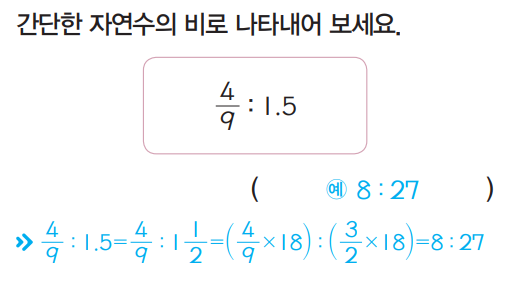 간단한 자연수의 비로 나타내어 보세요.
4/9 : 1.5
( 예 8 : 27 )
» 4/9 : 1.5=4/9 : 1 1/2=(4/9×18) : (3/2×18)=8 : 27